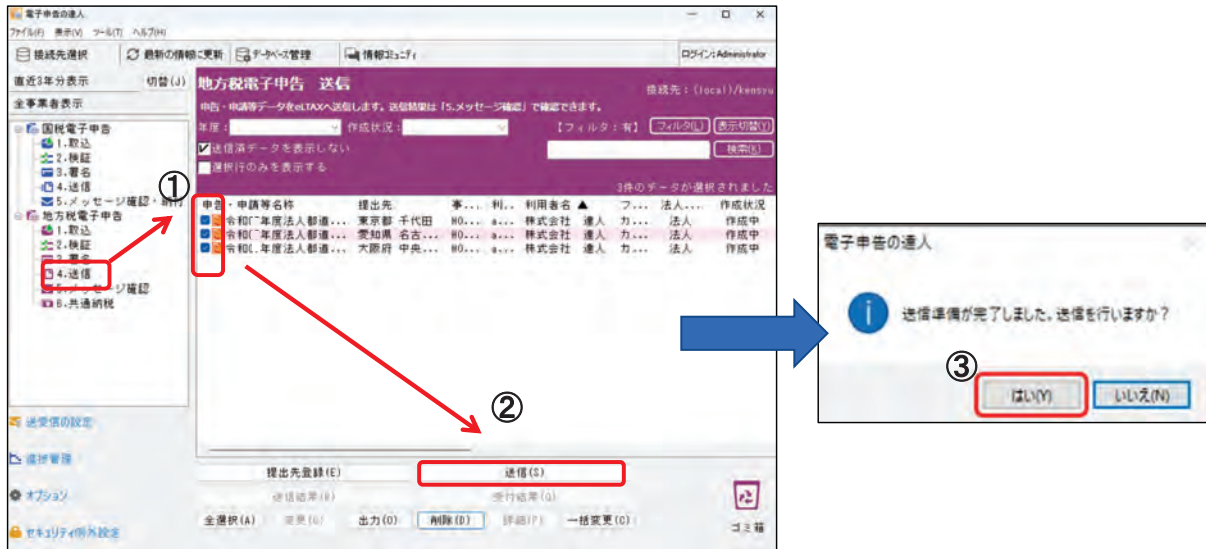 電子申告の達人
ファイル(F) 表示(V) ツール(T) ヘルプ(H)
接続先選択 最新の情報に更新 データベース管理 情報コミュニティ ログイン:Administrator
直近3年分表示 切替(J)
全事業者表示
国税電子申告
1.取込
2.検証
3.署名
4.送信
5.メッセージ確認・納付
地方税電子申告
1.取込
2.検証
3.署名
4.送信
5.メッセージ確認
6.共通納税
①
送受信の設定
進捗管理
オプション
セキュリティ例外設定
地方税電子申告 送信
接続先:(local)/kensyu
申告・申請等データをeLTAXへ送信します。送信結果は「5.メッセージ確認」で確認できます。
年度: 作成状況: 【フィルタ:有】 フィルタ(L) 表示切替(Y)
送信済データを表示しない 検索(K)
選択行のみを表示する
3件のデータが選択されました
申告・申請等名称 提出先 事... 利.. 利用者名 ▲ フ... 法人... 作成状況
令和 年度法人都道... 東京都 千代田 HO... a... 株式会社 達人 カ... 法人 作成中
令和 年度法人都道... 愛知県 名古... HO... a... 株式会社 達人 カ... 法人 作成中
令和 年度法人都道... 大阪府 中央... HO... a... 株式会社 達人 カ... 法人 作成中
②
提出先登録(E) 送信(S)
送信結果(R) 受付結果(Q)
全選択(A) 変更(G) 出力(O) 削除(D) 詳細(P) 一括変更(C)
ゴミ箱
電子申告の達人
送信準備が完了しました。送信を行いますか?
③
はい(Y) いいえ(N)